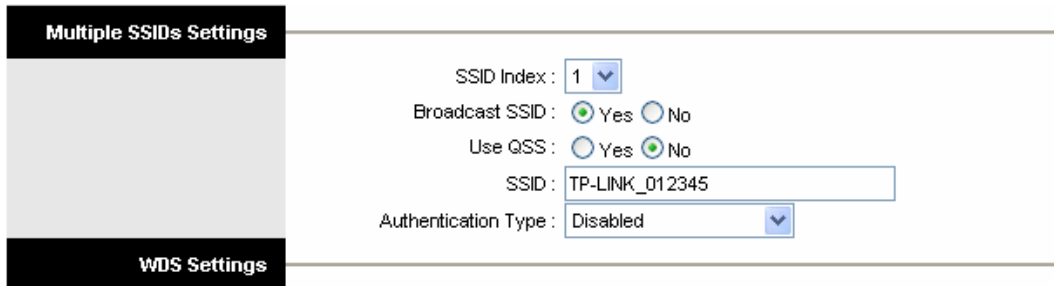 Multiple SSIDs Settings
SSID Index : 1
Broadcast SSID : Yes No
Use QSS : Yes No
SSID : TP-LINK_012345
Authentication Type : Disabled
WDS Settings